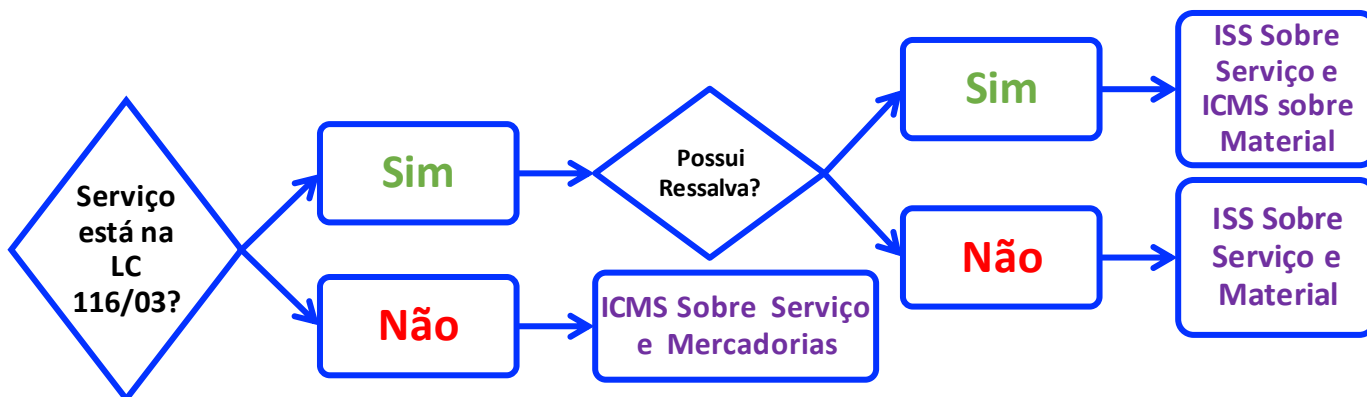 Serviço
está na
LC
116/03?
Sim
Não
ICMS Sobre Serviço
e Mercadorias
Possui
Ressalva?
Sim
ISS Sobre
Serviço e
ICMS sobre
Material
Não
ISS Sobre
Serviço e
Material